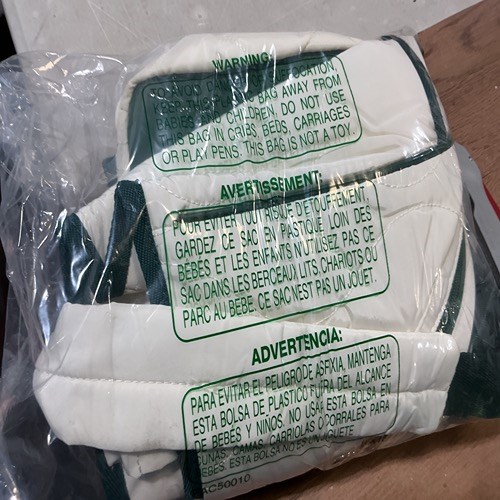 WARNING:
TO AVOID DANGER OF SUFFOCATION,
KEEP THIS PLASTIC BAG AWAY FROM
BABIES AND CHILDREN. DO NOT USE
THIS BAG IN CRIBS, BEDS, CARRIAGES
OR PLAY PENS. THIS BAG IS NOT A TOY.
AVERTISSEMENT:
POUR EVITER TOUT RISQUE D'ETOUFFEMENT,
GARDEZ CE SAC EN PASTIQUE LOIN DES
BÉBÉS ET LES ENFANTS N'UTILISEZ PAS CE
SAC DANS LES BERCEAUX. LITS, CHARIOTS OU
PARC AU BEBE. CE SAC N'EST PAS UN JOUET.
ADVERTENCIA:
PARA EVITAR EL PELIGRO DE ASFIXIA, MANTENGA
ESTA BOLSA DE PLASTICO FUERA DEL ALCANCE
DE BEBÉS Y NINOS. NO USAR ESTA BOLSA EN
CUNAS, CAMAS, CARRIOLAS O CORRALES PARA
BEBES. ESTA BOLSA NO ES UN JUGUETE
AC50010